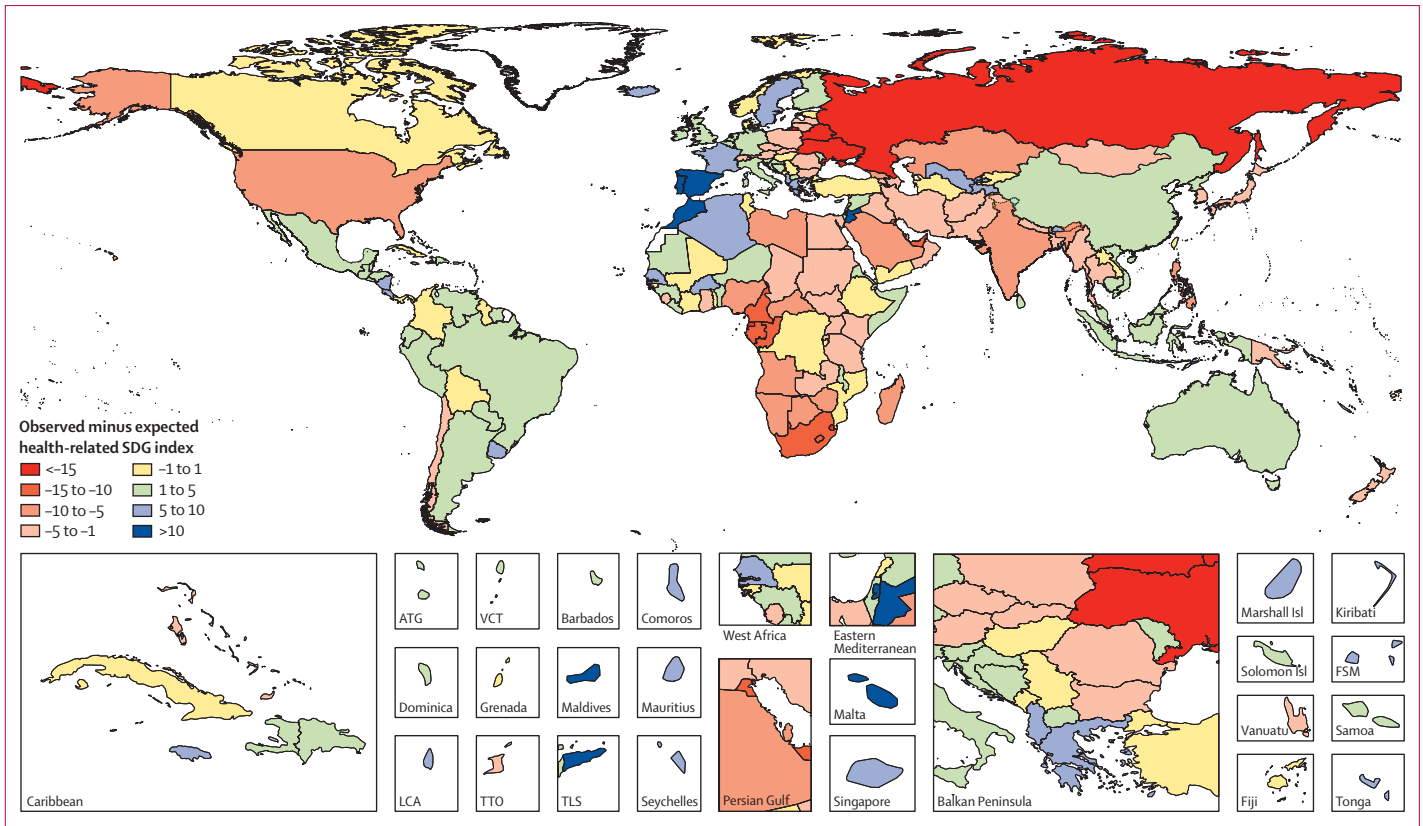 Observed minus expected
health-related SDG index
<–15
–15 to –10
–10 to –5
–5 to –1
–1 to 1
1 to 5
5 to 10
>10
Caribbean
ATG
VCT
Barbados
Comoros
Dominica
Grenada
Maldives
Mauritius
LCA
TTO
TLS
Seychelles
West Africa
Eastern
Mediterranean
Persian Gulf
Malta
Singapore
Balkan Peninsula
Marshall Isl
Kiribati
Solomon Isl
FSM
Vanuatu
Samoa
Fiji
Tonga